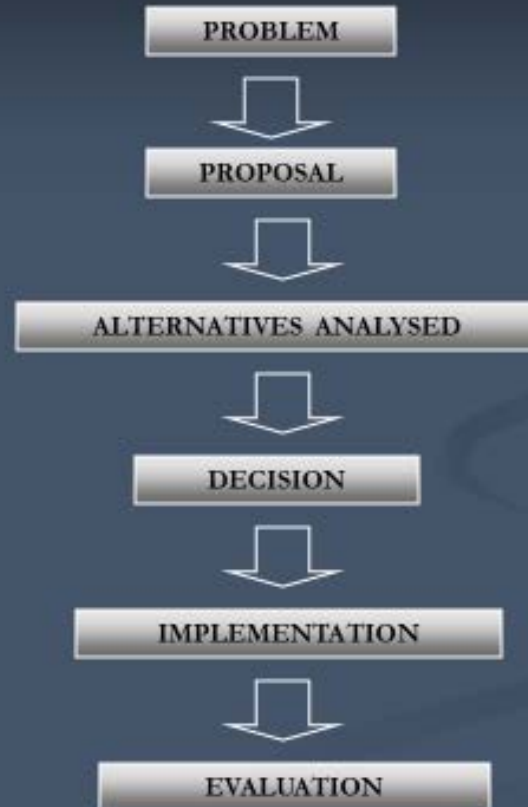 PROBLEM
PROPOSAL
ALTERNATIVES ANALYSED
DECISION
IMPLEMENTATION
EVALUATION